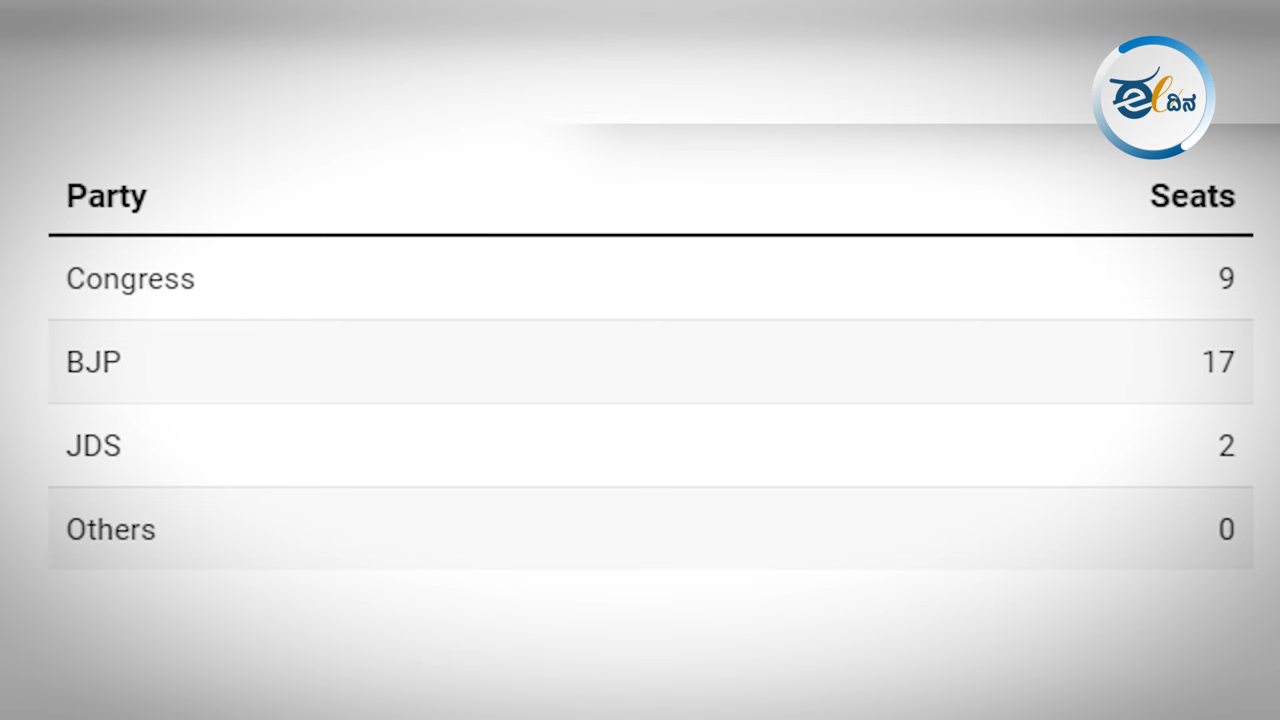 ಈ ದಿನ
Party Seats
Congress 9
BJP 17
JDS 2
Others 0